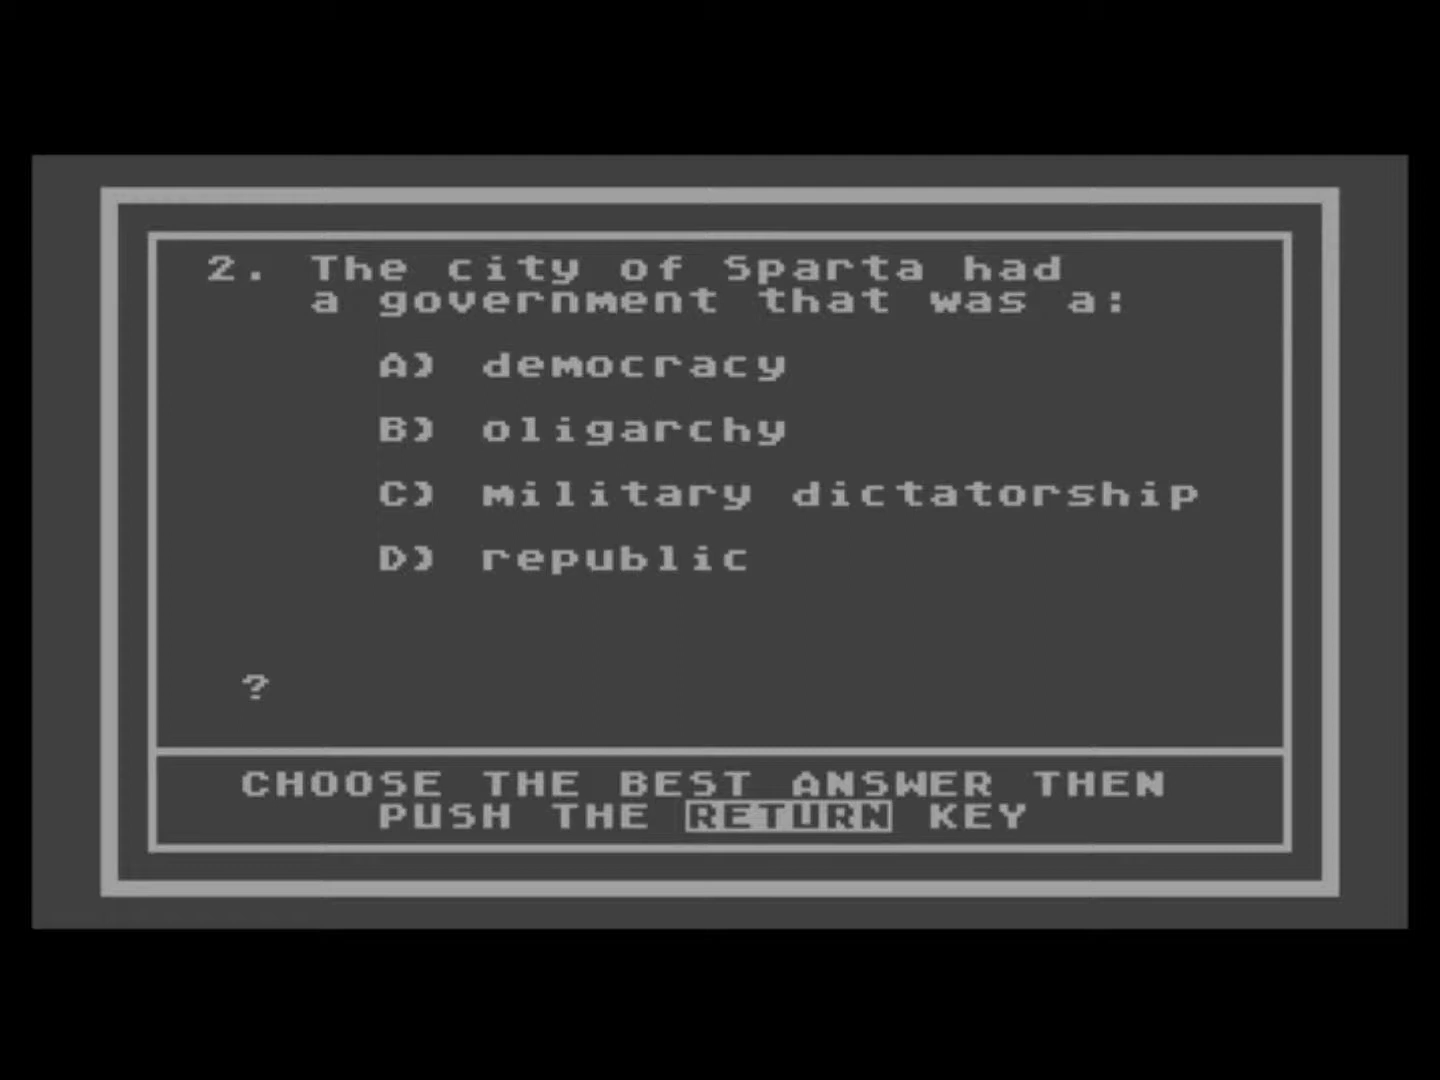 2. The city of Sparta had
a government that was a:
A) democracy
B) oligarchy
C) military dictatorship
D) republic
?
CHOOSE THE BEST ANSWER THEN
PUSH THE RETURN KEY